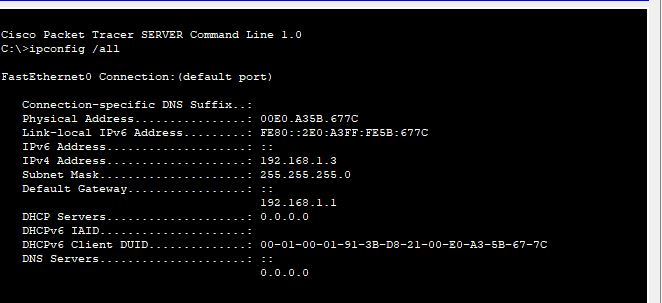 Cisco Packet Tracer SERVER Command Line 1.0
C:\>ipconfig /all
FastEthernet0 Connection:(default port)
Connection-specific DNS Suffix..:
Physical Address................: 00E0.A35B.677C
Link-local IPv6 Address.........: FE80::2E0:A3FF:FE5B:677C
IPv6 Address....................: ::
IPv4 Address....................: 192.168.1.3
Subnet Mask.....................: 255.255.255.0
Default Gateway.................: ::
192.168.1.1
DHCP Servers....................: 0.0.0.0
DHCPv6 IAID.....................:
DHCPv6 Client DUID..............: 00-01-00-01-91-3B-D8-21-00-E0-A3-5B-67-7C
DNS Servers.....................: ::
0.0.0.0